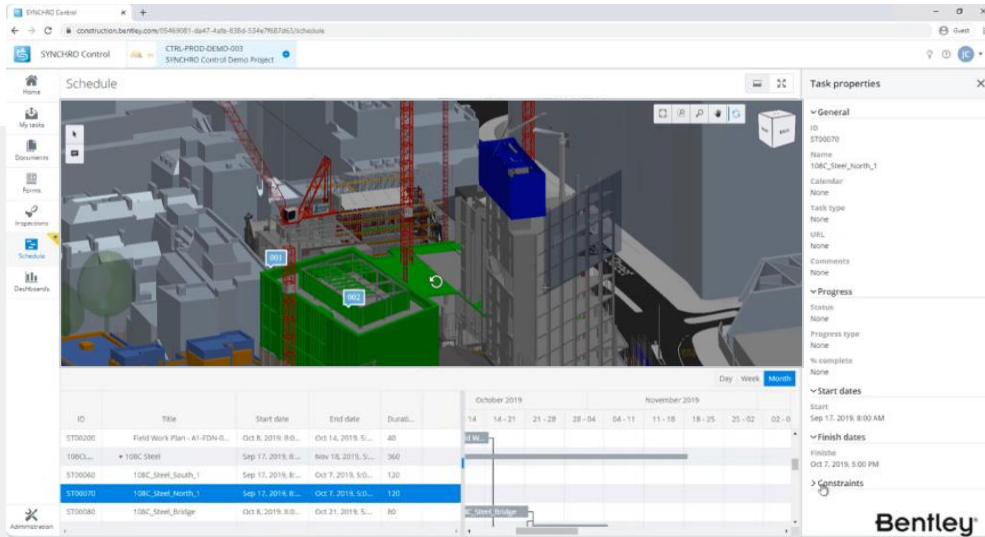 SYNCHRO Control
construction.bentley.com/05469081-da47-4afe-838d-534e7f687d65/schedule
Guest
SYNCHRO Control
CTRL-PROD-DEMO-003
SYNCHRO Control Demo Project
JC
Home
My tasks
Documents
Forms
Inspections
Schedule
Dashboards
Administration
Schedule
001
002
BACK
Day Week Month
October 2019 November 2019
ID Title Start date End date Durati...
14 14 - 21 21 - 28 28 - 04 04 - 11 11 - 18 18 - 25 25 - 02 02 - 0
ST00200 Field Work Plan - A1-FDN-0... Oct 8, 2019, 8:0... Oct 14, 2019, 5:... 40
108C Steel Sep 17, 2019, 8:... Nov 18, 2019, 5:... 360
ST00060 108C_Steel_South_1 Sep 17, 2019, 8:... Oct 7, 2019, 5:0... 120
ST00070 108C_Steel_North_1 Sep 17, 2019, 8:... Oct 7, 2019, 5:0... 120
ST00080 108C_Steel_Bridge Oct 8, 2019, 8:0... Oct 21, 2019, 5:... 80
C_Steel_Bridge
Task properties
General
ID
ST00070
Name
108C_Steel_North_1
Calendar
None
Task type
None
URL
None
Comments
None
Progress
Status
None
Progress type
None
% complete
None
Start dates
Start
Sep 17, 2019, 8:00 AM
Finish dates
Finishe
Oct 7, 2019, 5:00 PM
Constraints
Bentley